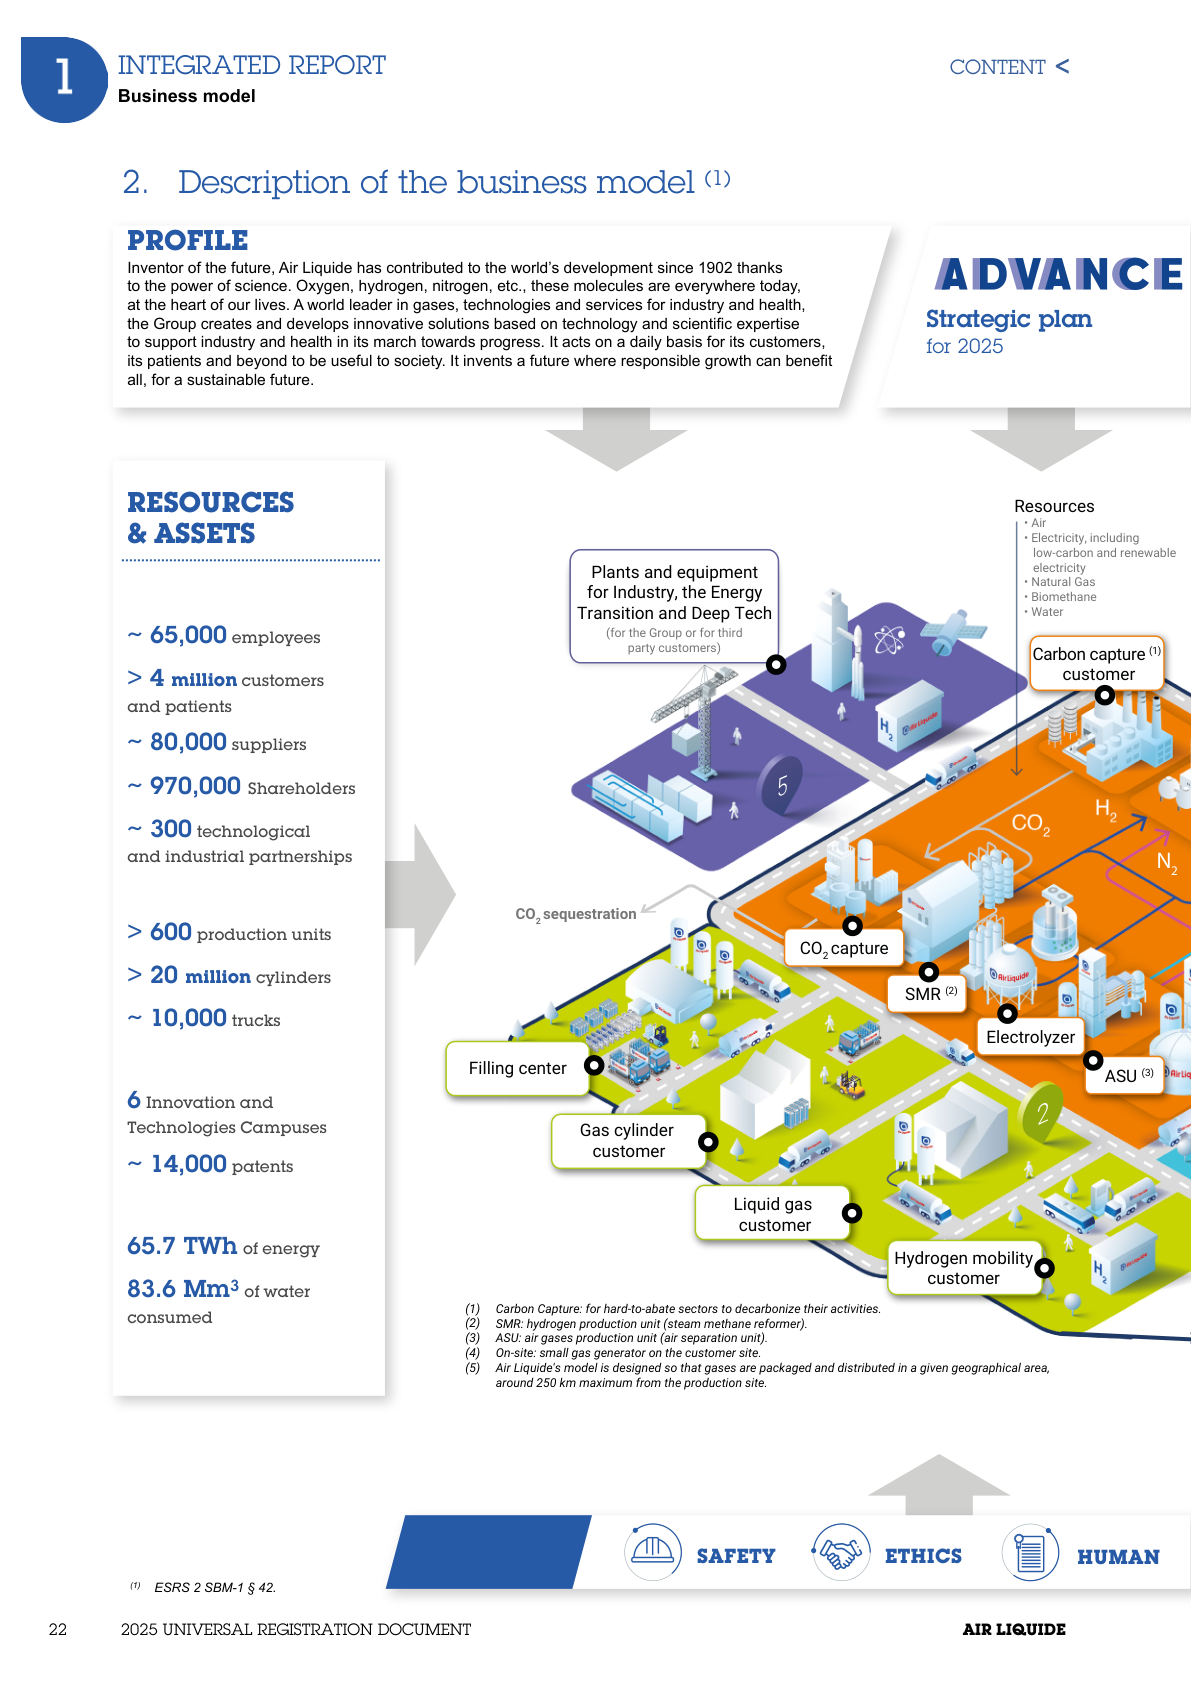 1
INTEGRATED REPORT
Business model
CONTENT <
2. Description of the business model (1)
PROFILE
Inventor of the future, Air Liquide has contributed to the world's development since 1902 thanks
to the power of science. Oxygen, hydrogen, nitrogen, etc., these molecules are everywhere today,
at the heart of our lives. A world leader in gases, technologies and services for industry and health,
the Group creates and develops innovative solutions based on technology and scientific expertise
to support industry and health in its march towards progress. It acts on a daily basis for its customers,
its patients and beyond to be useful to society. It invents a future where responsible growth can benefit
all, for a sustainable future.
ADVANCE
Strategic plan
for 2025
RESOURCES
& ASSETS
~ 65,000 employees
> 4 million customers
and patients
~ 80,000 suppliers
~ 970,000 Shareholders
~ 300 technological
and industrial partnerships
> 600 production units
> 20 million cylinders
~ 10,000 trucks
6 Innovation and
Technologies Campuses
~ 14,000 patents
65.7 TWh of energy
83.6 Mm³ of water
consumed
Resources
• Air
• Electricity, including
low-carbon and renewable
electricity
• Natural Gas
• Biomethane
• Water
Plants and equipment
for Industry, the Energy
Transition and Deep Tech
(for the Group or for third
party customers)
Carbon capture (1)
customer
H2
Air Liquide
5
CO2
H2
N2
CO2 sequestration
CO2 capture
SMR (2)
Air Liquide
Electrolyzer
ASU (3)
Filling center
Gas cylinder
customer
2
Liquid gas
customer
Hydrogen mobility
customer
H2
(1) Carbon Capture: for hard-to-abate sectors to decarbonize their activities.
(2) SMR: hydrogen production unit (steam methane reformer).
(3) ASU: air gases production unit (air separation unit).
(4) On-site: small gas generator on the customer site.
(5) Air Liquide's model is designed so that gases are packaged and distributed in a given geographical area,
around 250 km maximum from the production site.
SAFETY
ETHICS
HUMAN
(1) ESRS 2 SBM-1 § 42.
22
2025 UNIVERSAL REGISTRATION DOCUMENT
AIR LIQUIDE